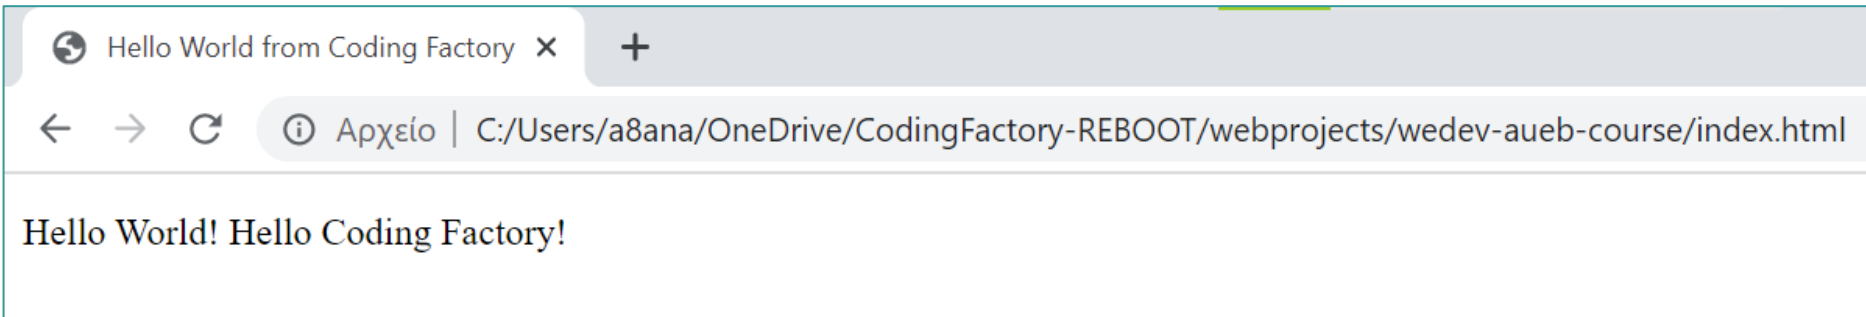 Hello World from Coding Factory
Αρχείο | C:/Users/a8ana/OneDrive/CodingFactory-REBOOT/webprojects/wedev-aueb-course/index.html
Hello World! Hello Coding Factory!